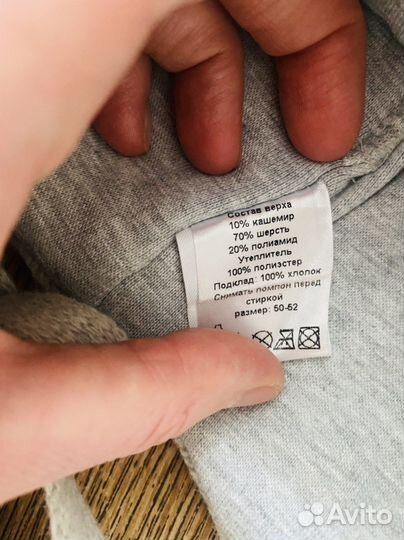 Состав верха
10% кашемир
70% шерсть
20% полиамид
Утеплитель
100% полиэстер
Подклад: 100% хлопок
Снимать помпон перед
стиркой
размер: 50-52
Avito